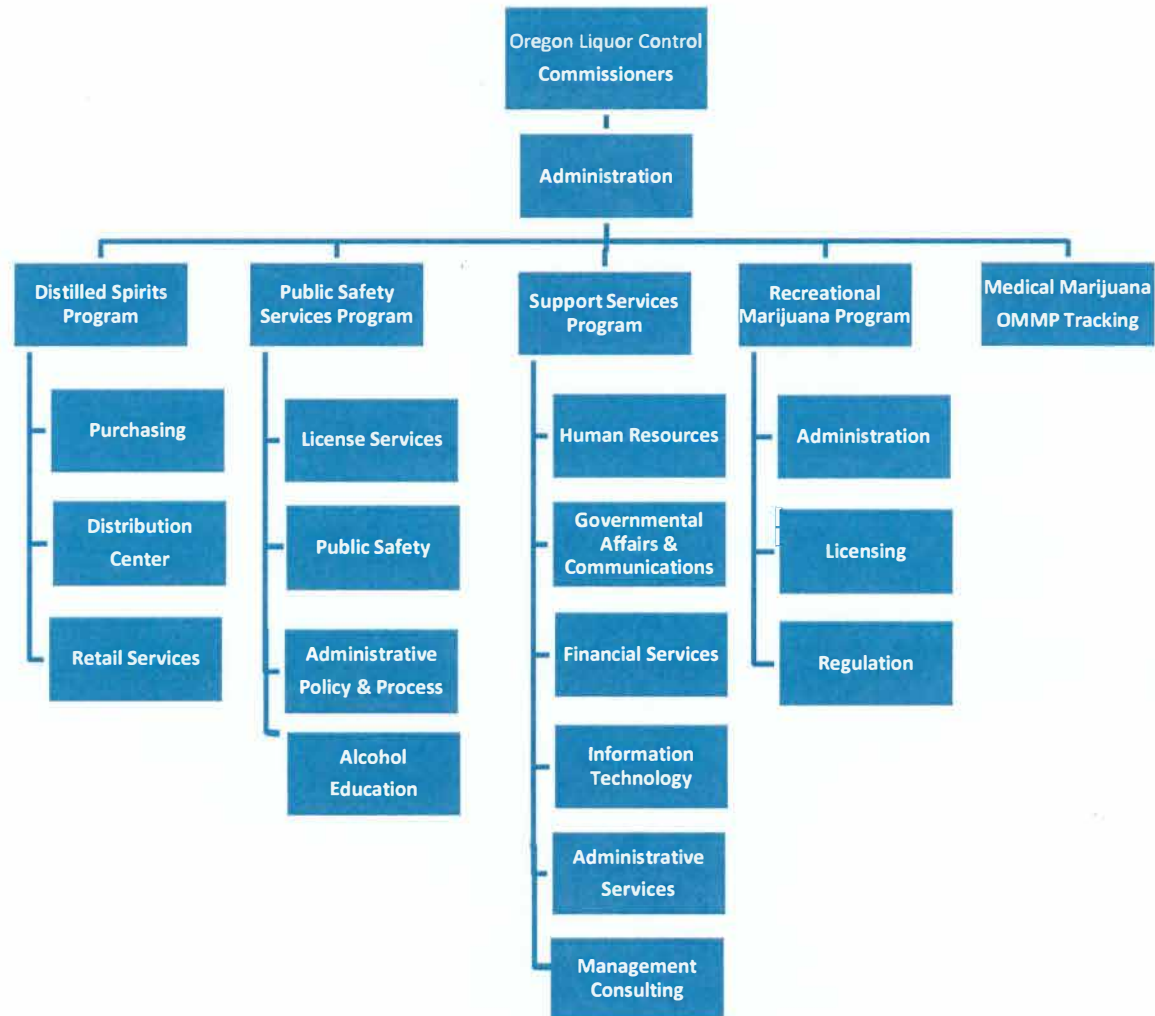 Oregon Liquor Control
Commissioners
Administration
Distilled Spirits
Program
Public Safety
Services Program
Support Services
Program
Recreational
Marijuana Program
Medical Marijuana
OMMP Tracking
Purchasing
Distribution
Center
Retail Services
License Services
Public Safety
Administrative
Policy & Process
Alcohol
Education
Human Resources
Governmental
Affairs &
Communications
Financial Services
Information
Technology
Administrative
Services
Management
Consulting
Administration
Licensing
Regulation